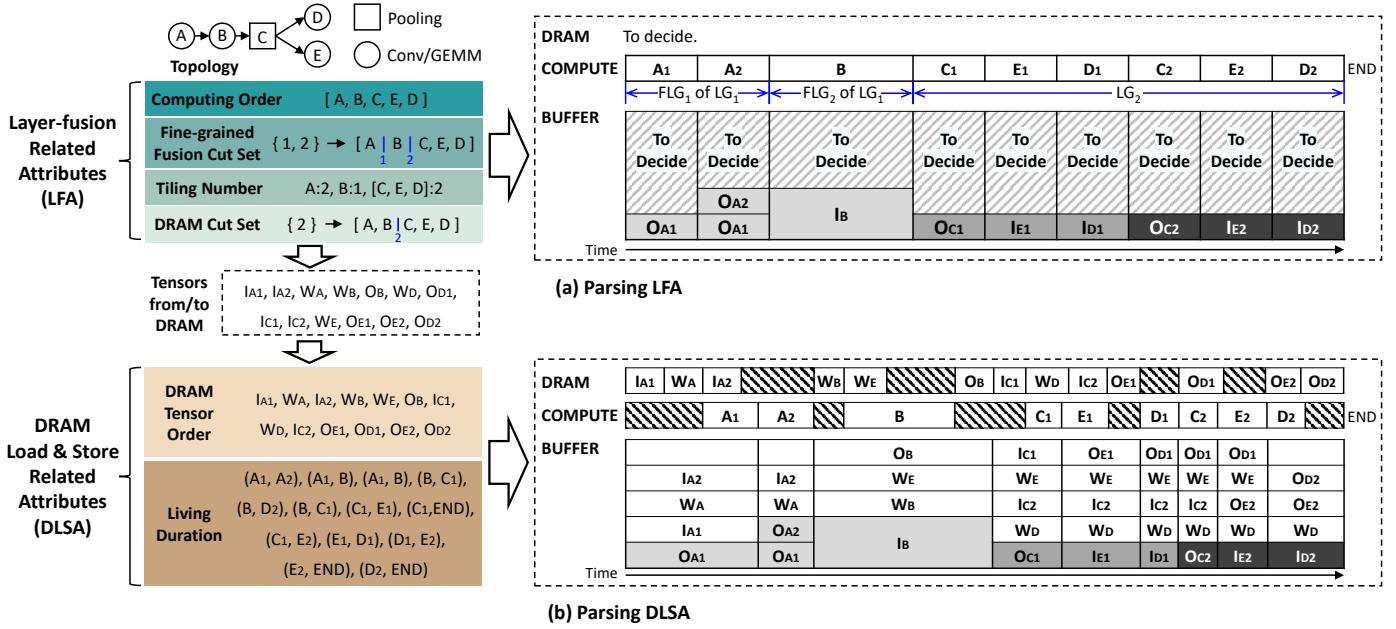 A B C D E
Pooling
Conv/GEMM
Topology
Layer-fusion
Related
Attributes
(LFA)
Computing Order [ A, B, C, E, D ]
Fine-grained
Fusion Cut Set { 1, 2 } → [ A | B | C, E, D ]
1 2
Tiling Number A:2, B:1, [C, E, D]:2
DRAM Cut Set { 2 } → [ A, B | C, E, D ]
2
Tensors
from/to
DRAM
IA1, IA2, WA, WB, OB, WD, OD1,
IC1, IC2, WE, OE1, OE2, OD2
DRAM
Load & Store
Related
Attributes
(DLSA)
DRAM
Tensor
Order
IA1, WA, IA2, WB, WE, OB, IC1,
WD, IC2, OE1, OD1, OE2, OD2
Living
Duration
(A1, A2), (A1, B), (A1, B), (B, C1),
(B, D2), (B, C1), (C1, E1), (C1,END),
(C1, E2), (E1, D1), (D1, E2),
(E2, END), (D2, END)
DRAM To decide.
COMPUTE A1 A2 B C1 E1 D1 C2 E2 D2 END
FLG1 of LG1 FLG2 of LG1 LG2
BUFFER
To To To To To To To To To
Decide Decide Decide Decide Decide Decide Decide Decide Decide
OA2
IB
OA1 OA1 OC1 IE1 ID1 OC2 IE2 ID2
Time
(a) Parsing LFA
DRAM IA1 WA IA2 WB WE OB IC1 WD IC2 OE1 OD1 OE2 OD2
COMPUTE A1 A2 B C1 E1 D1 C2 E2 D2 END
BUFFER OB IC1 OE1 OD1 OD1 OD1
IA2 IA2 WE WE WE WE WE WE OD2
WA WA WB IC2 IC2 IC2 IC2 OE2 OE2
IA1 OA2 IB WD WD WD WD WD WD
OA1 OA1 OC1 IE1 ID1 OC2 IE2 ID2
Time
(b) Parsing DLSA